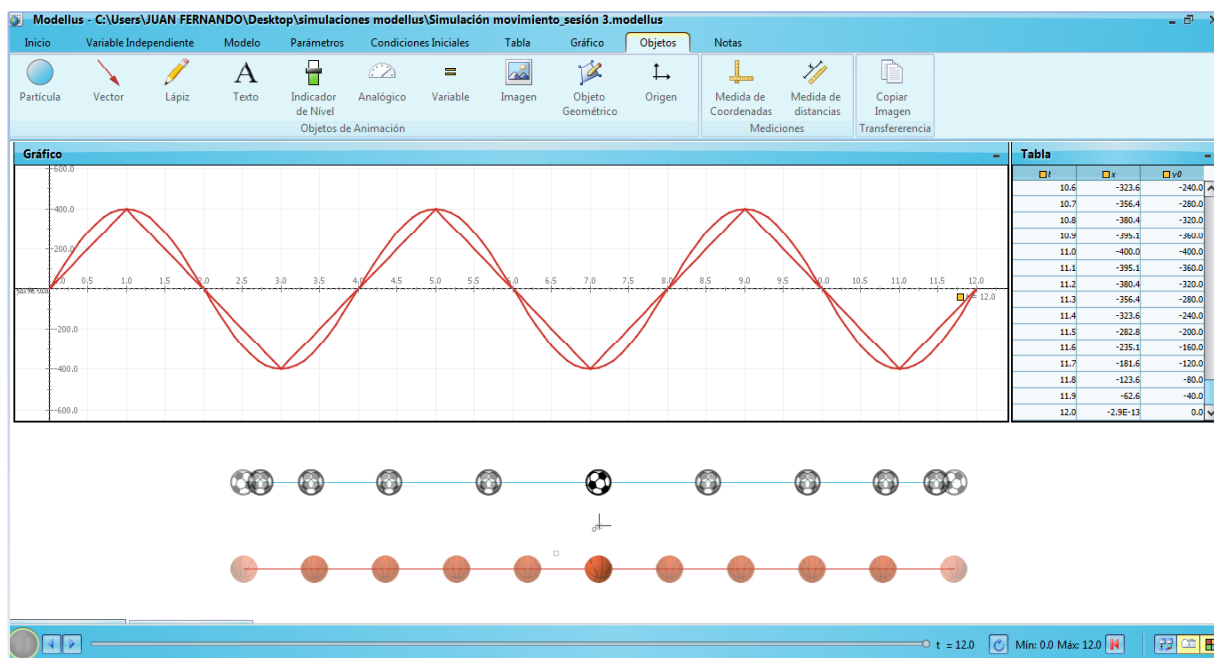 Modellus - C:\Users\JUAN FERNANDO\Desktop\simulaciones modellus\Simulación movimiento_sesión 3.modellus
Inicio Variable Independiente Modelo Parámetros Condiciones Iniciales Tabla Gráfico Objetos Notas
Partícula Vector Lápiz Texto Indicador de Nivel Analógico Variable Imagen Objeto Geométrico Origen Medida de Coordenadas Medida de distancias Copiar Imagen
Objetos de Animación Mediciones Transfererencia
Gráfico
600.0
400.0
200.0
0.5 1.0 1.5 2.0 2.5 3.0 3.5 4.0 4.5 5.0 5.5 6.0 6.5 7.0 7.5 8.0 8.5 9.0 9.5 10.0 10.5 11.0 11.5 12.0
= 12.0
-200.0
-400.0
-600.0
Tabla
t x v0
10.6 -323.6 -240.0
10.7 -356.4 -280.0
10.8 -380.4 -320.0
10.9 -395.1 -360.0
11.0 -400.0 -400.0
11.1 -395.1 -360.0
11.2 -380.4 -320.0
11.3 -356.4 -280.0
11.4 -323.6 -240.0
11.5 -282.8 -200.0
11.6 -235.1 -160.0
11.7 -181.6 -120.0
11.8 -123.6 -80.0
11.9 -62.6 -40.0
12.0 -2.9E-13 0.0
t = 12.0 Mín: 0.0 Máx: 12.0